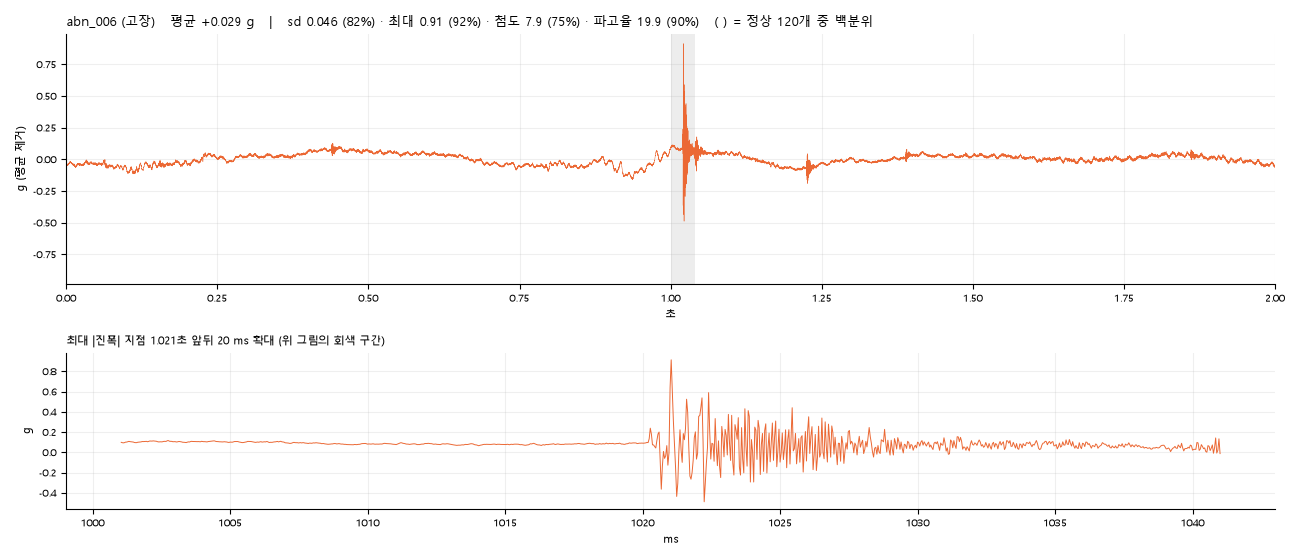 abn_006 (고장) 평균 +0.029 g | sd 0.046 (82%) · 최대 0.91 (92%) · 첨도 7.9 (75%) · 파고율 19.9 (90%) ( ) = 정상 120개 중 백분위
g (평균 제거)
0.75
0.50
0.25
0.00
-0.25
-0.50
-0.75
0.00 0.25 0.50 0.75 1.00 1.25 1.50 1.75 2.00
초
최대 |진폭| 지점 1.021초 앞뒤 20 ms 확대 (위 그림의 회색 구간)
g
0.8
0.6
0.4
0.2
0.0
-0.2
-0.4
1000 1005 1010 1015 1020 1025 1030 1035 1040
ms